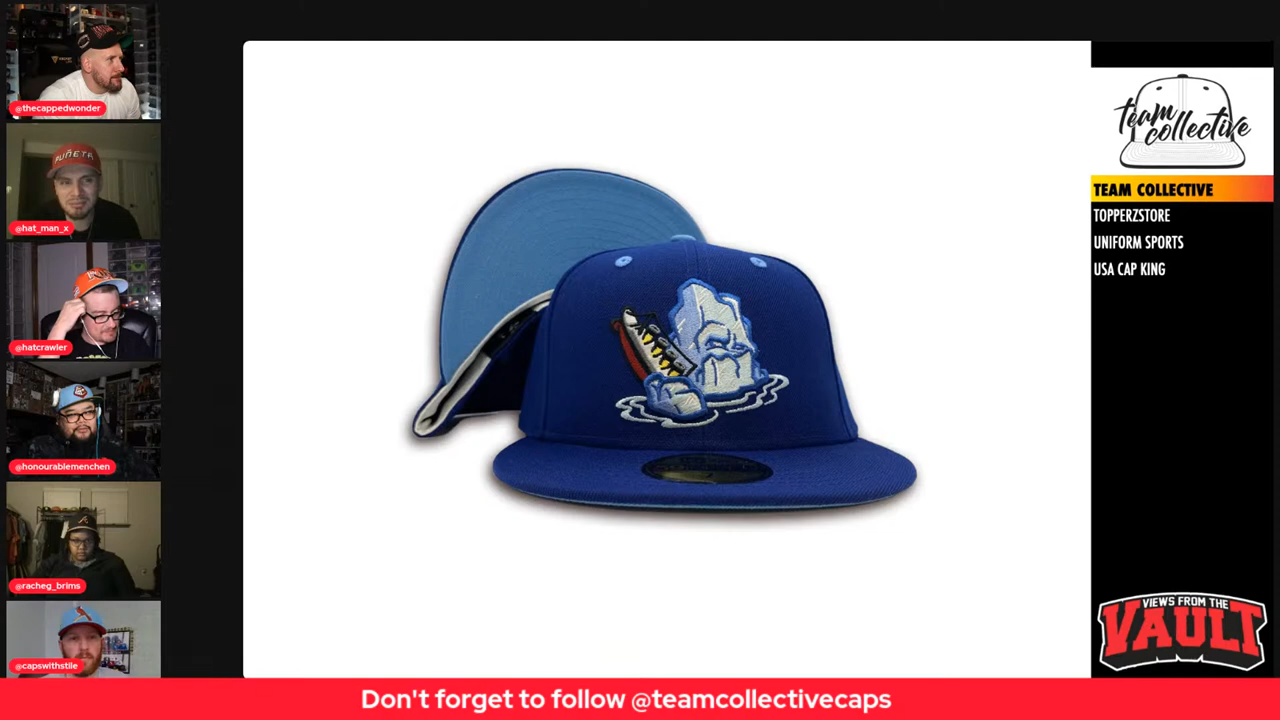 @thecappedwonder
PUÑETA
@hat_man_x
@hatcrawler
@honourablemenchen
@racheg_brims
@capswithstile
team
collective
TEAM COLLECTIVE
TOPPERZSTORE
UNIFORM SPORTS
USA CAP KING
VIEWS FROM THE
VAULT
Don't forget to follow @teamcollectivecaps